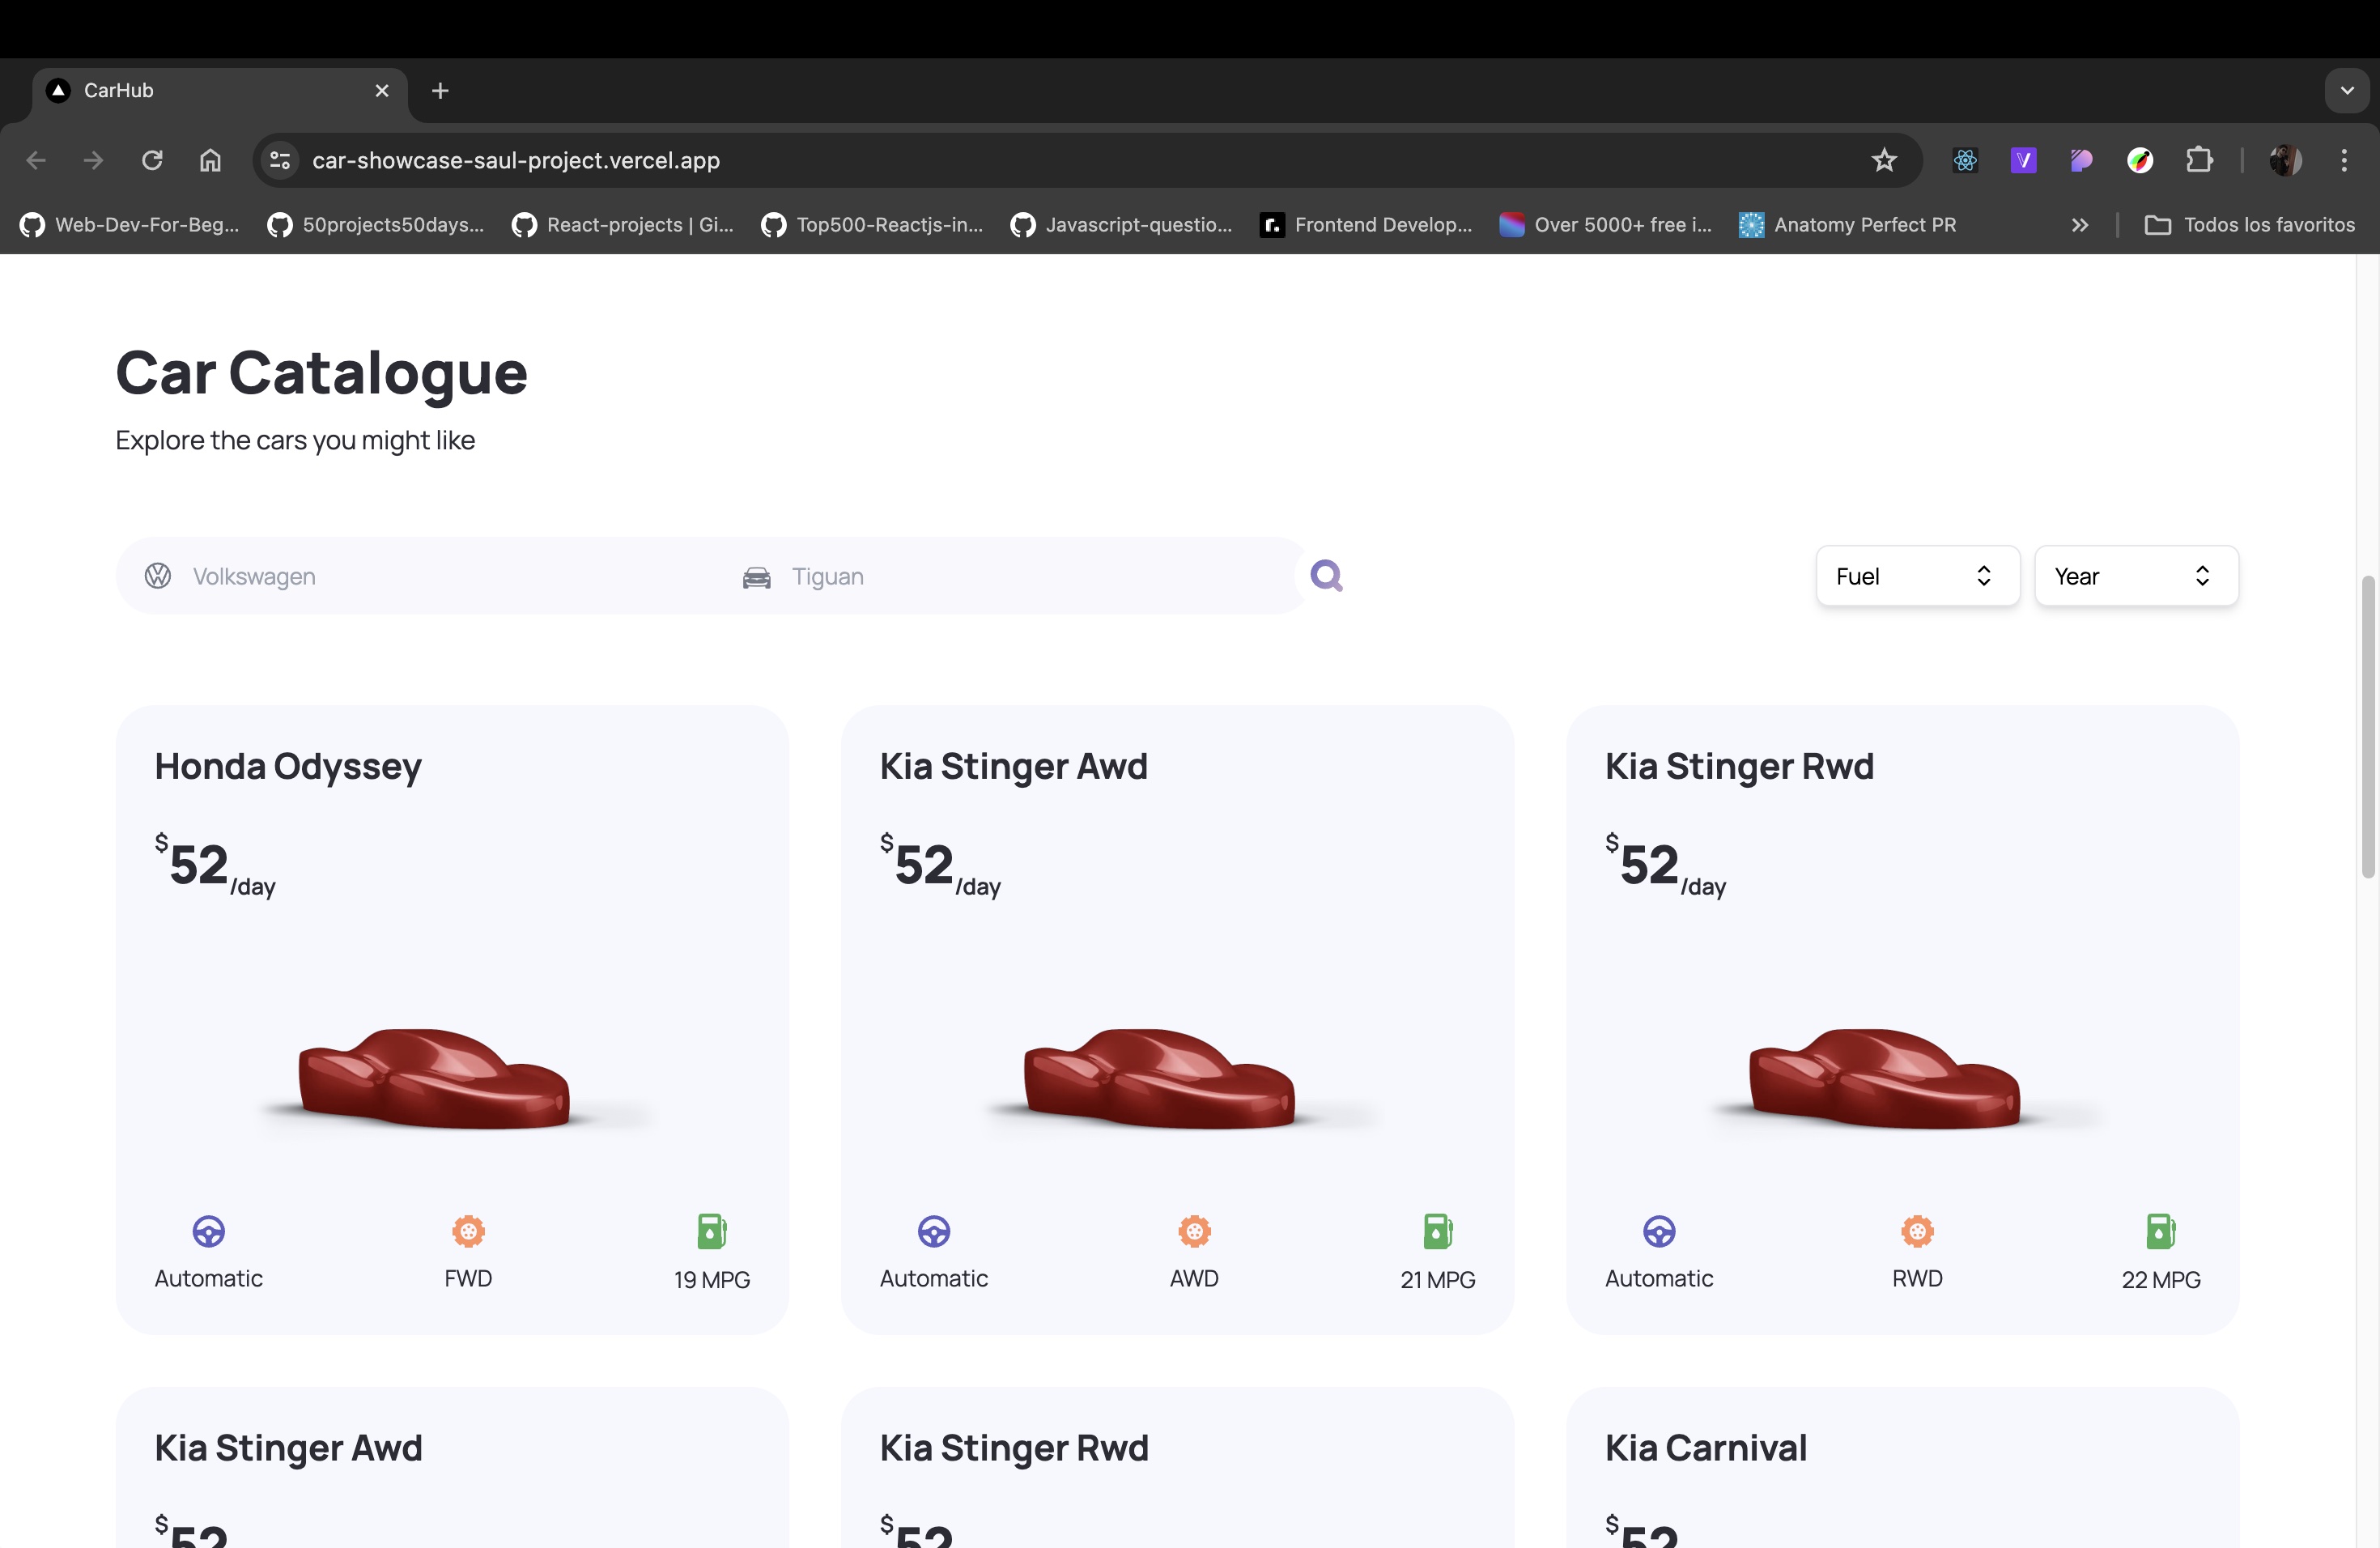 CarHub
car-showcase-saul-project.vercel.app
Web-Dev-For-Beg... 50projects50days... React-projects | Gi... Top500-Reactjs-in... Javascript-questio... Frontend Develop... Over 5000+ free i... Anatomy Perfect PR Todos los favoritos
Car Catalogue
Explore the cars you might like
Volkswagen Tiguan Fuel Year
Honda Odyssey Kia Stinger Awd Kia Stinger Rwd
$52/day $52/day $52/day
Automatic FWD 19 MPG Automatic AWD 21 MPG Automatic RWD 22 MPG
Kia Stinger Awd Kia Stinger Rwd Kia Carnival
$52 $52 $52